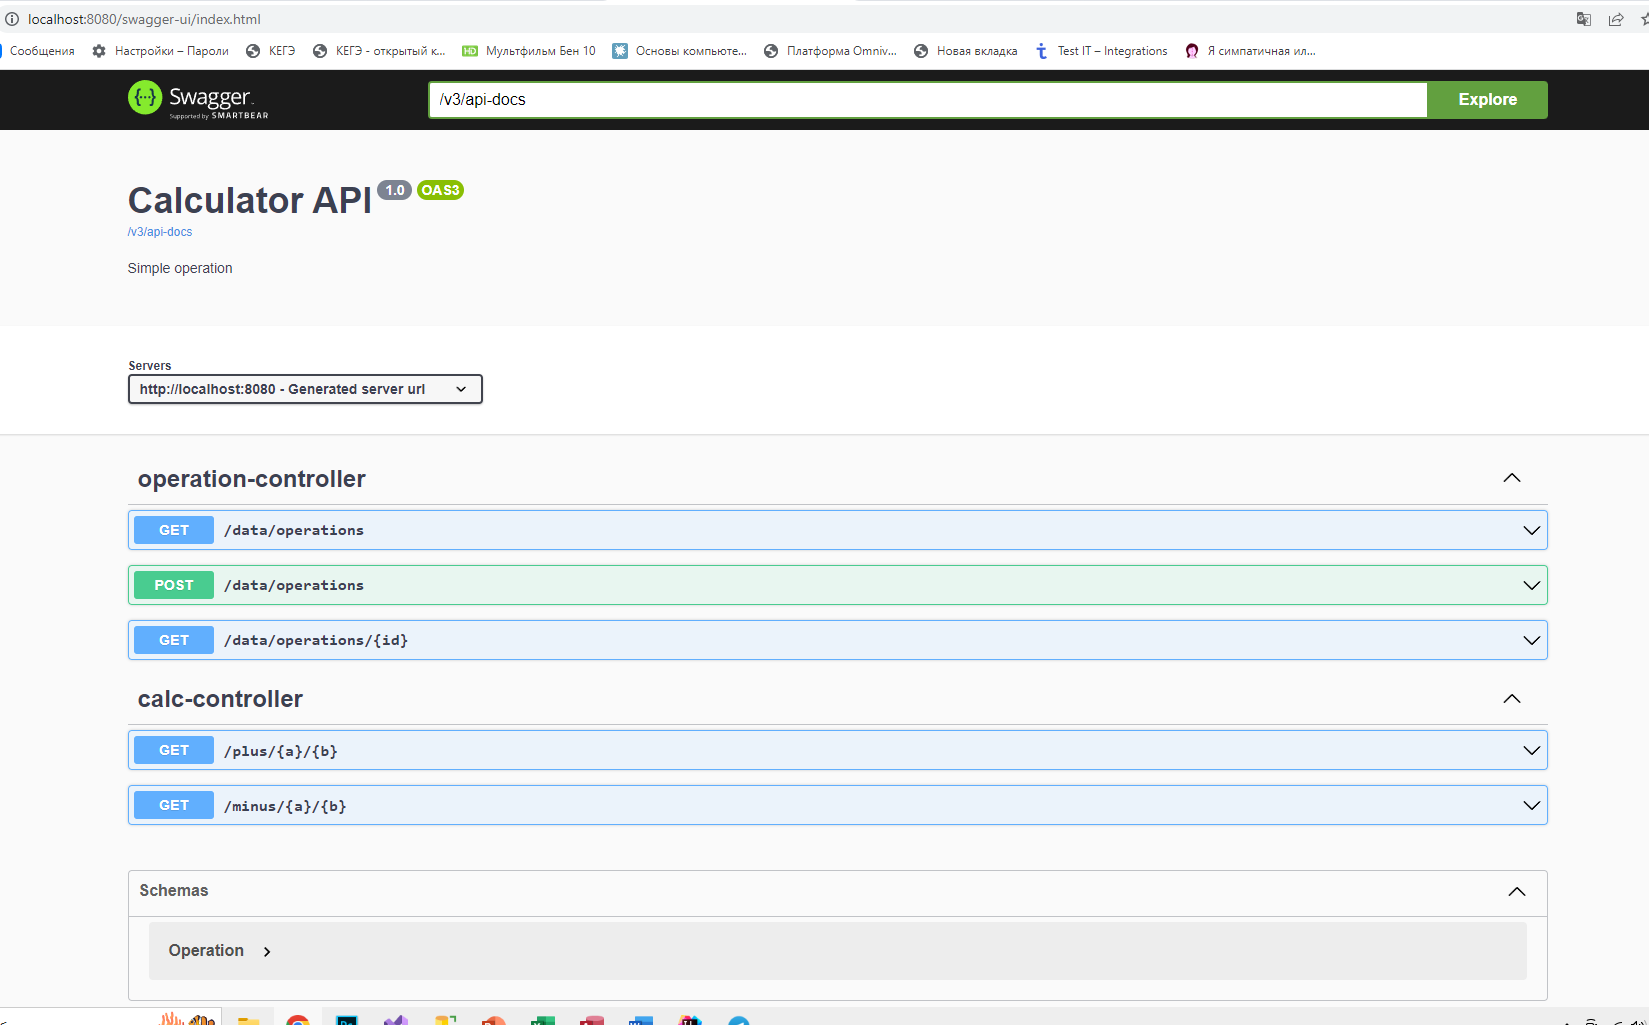 localhost:8080/swagger-ui/index.html
Сообщения Настройки – Пароли КЕГЭ КЕГЭ - открытый к... HD Мультфильм Бен 10 Основы компьюте... Платформа Omniv... Новая вкладка Test IT – Integrations Я симпатичная ил...
{···} Swagger
Supported by SMARTBEAR
/v3/api-docs
Explore
Calculator API 1.0 OAS3
/v3/api-docs
Simple operation
Servers
http://localhost:8080 - Generated server url
operation-controller
GET /data/operations
POST /data/operations
GET /data/operations/{id}
calc-controller
GET /plus/{a}/{b}
GET /minus/{a}/{b}
Schemas
Operation